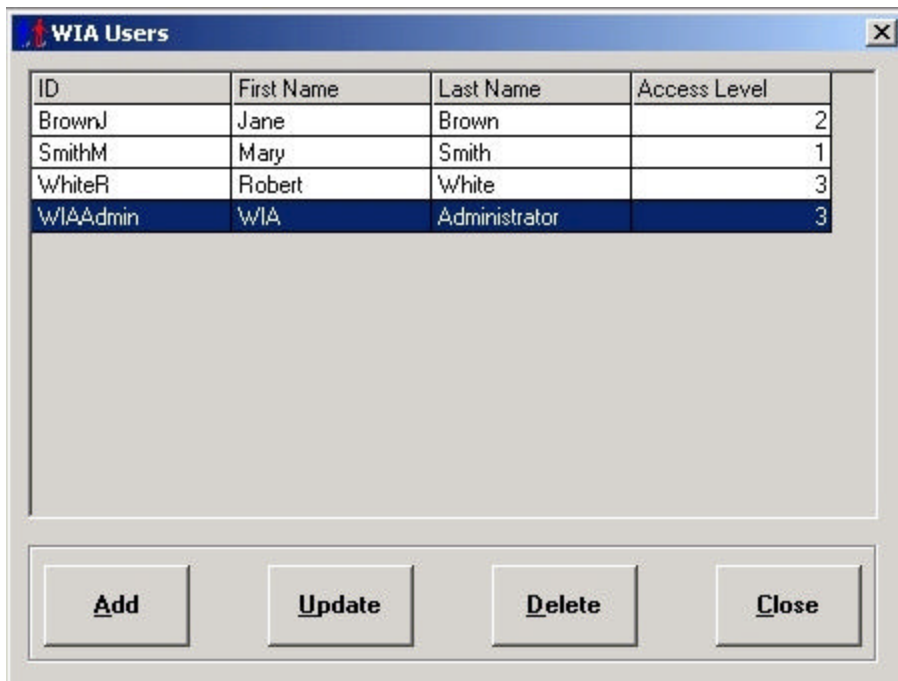 WIA Users
ID First Name Last Name Access Level
BrownJ Jane Brown 2
SmithM Mary Smith 1
WhiteR Robert White 3
WIAAdmin WIA Administrator 3
Add Update Delete Close